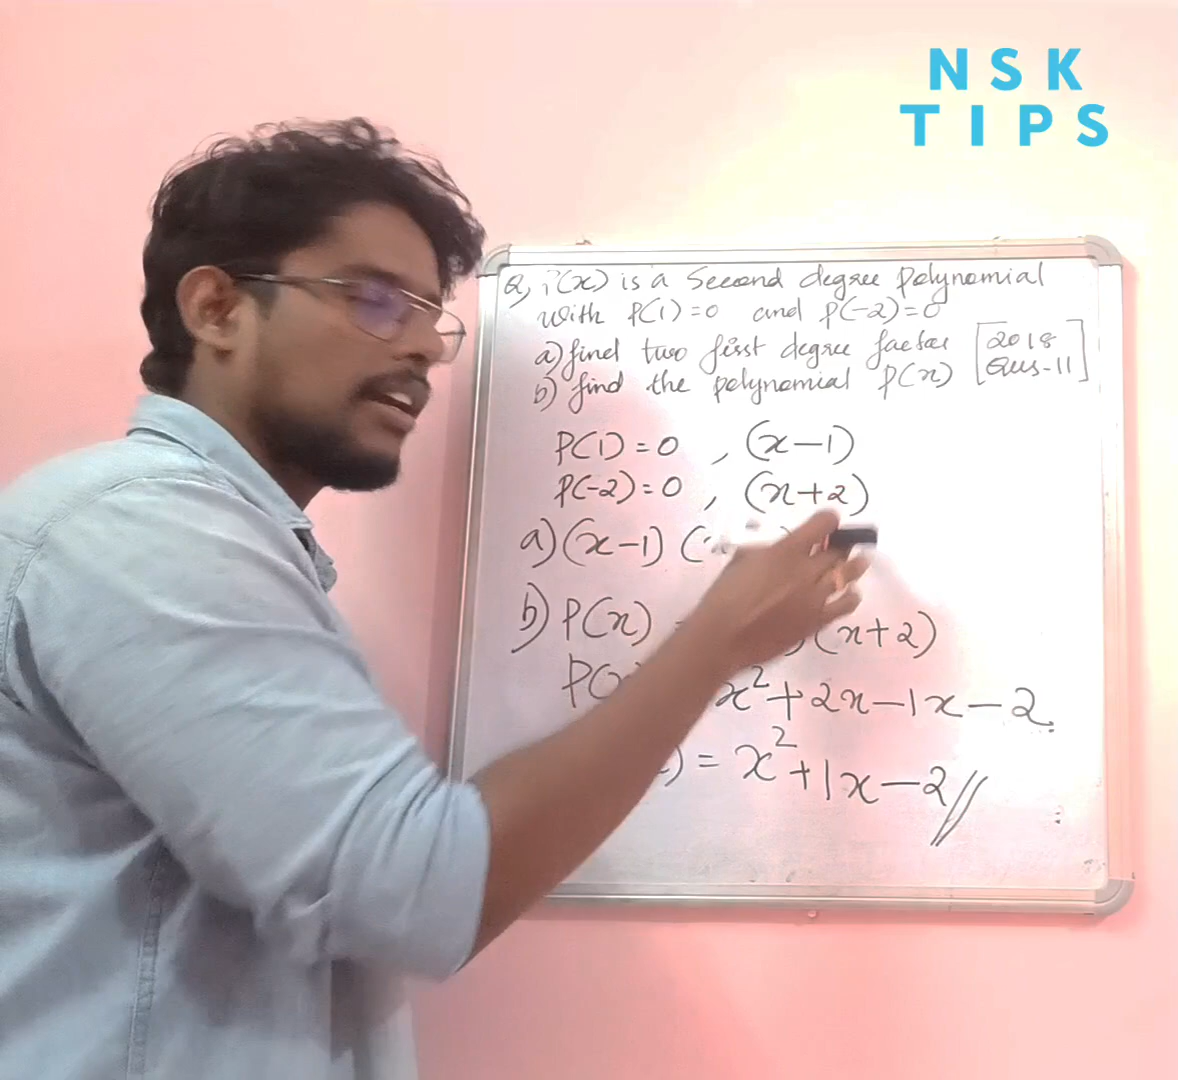 NSK
TIPS
Q, P(x) is a Second degree polynomial
with P(1)=0 and P(-2)=0
a) find two first degree factor [2018
b) find the polynomial P(x) Qus-11]
P(1)=0 , (x-1)
P(-2)=0 , (x+2)
a) (x-1) (
b) P(x) (x+2)
P( x²+2x-1x-2
) = x²+1x-2//